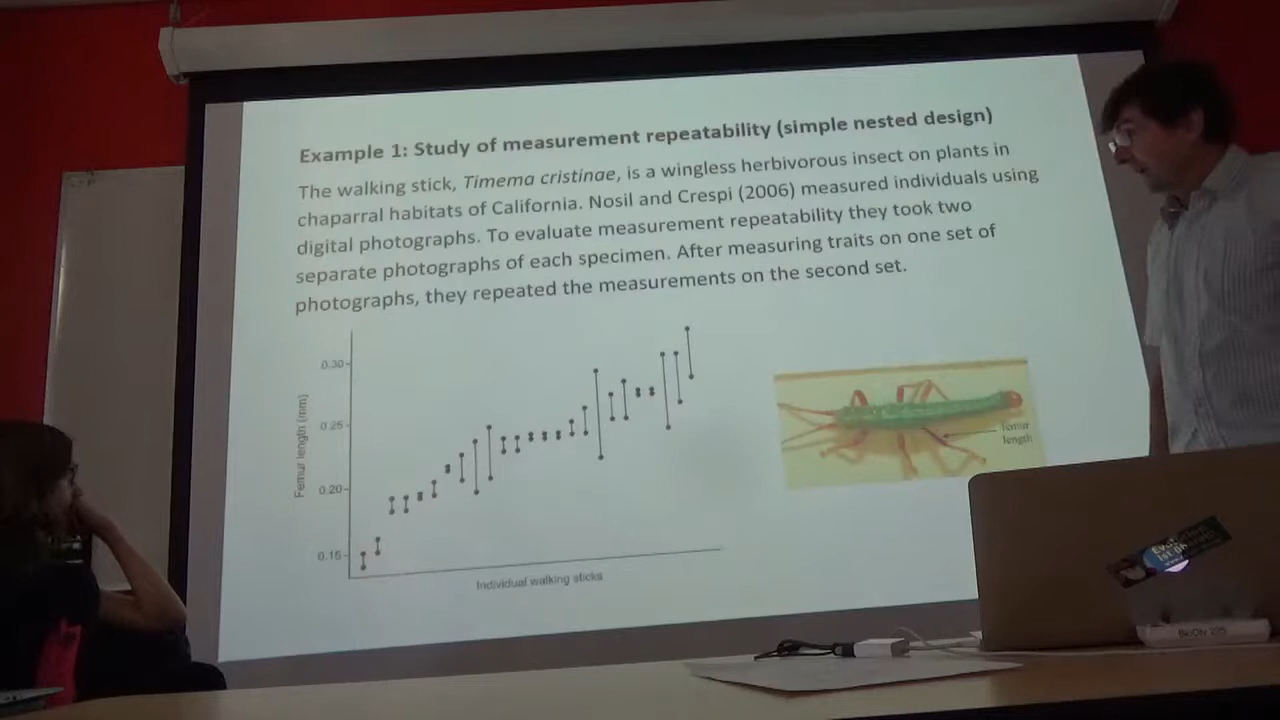 Example 1: Study of measurement repeatability (simple nested design)
The walking stick, Timema cristinae, is a wingless herbivorous insect on plants in
chaparral habitats of California. Nosil and Crespi (2006) measured individuals using
digital photographs. To evaluate measurement repeatability they took two
separate photographs of each specimen. After measuring traits on one set of
photographs, they repeated the measurements on the second set.
0.30
0.25
0.20
0.15
Femur length (mm)
Individual walking sticks
femur
length